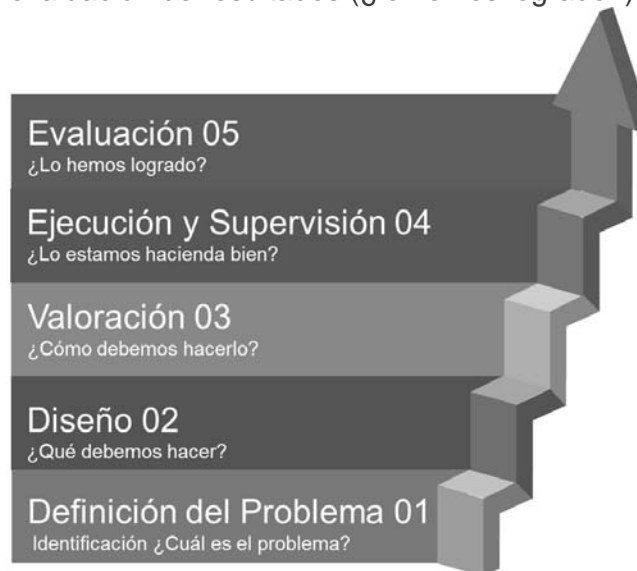 Evaluación 05
¿Lo hemos logrado?
Ejecución y Supervisión 04
¿Lo estamos hacienda bien?
Valoración 03
¿Cómo debemos hacerlo?
Diseño 02
¿Qué debemos hacer?
Definición del Problema 01
Identificación ¿Cuál es el problema?